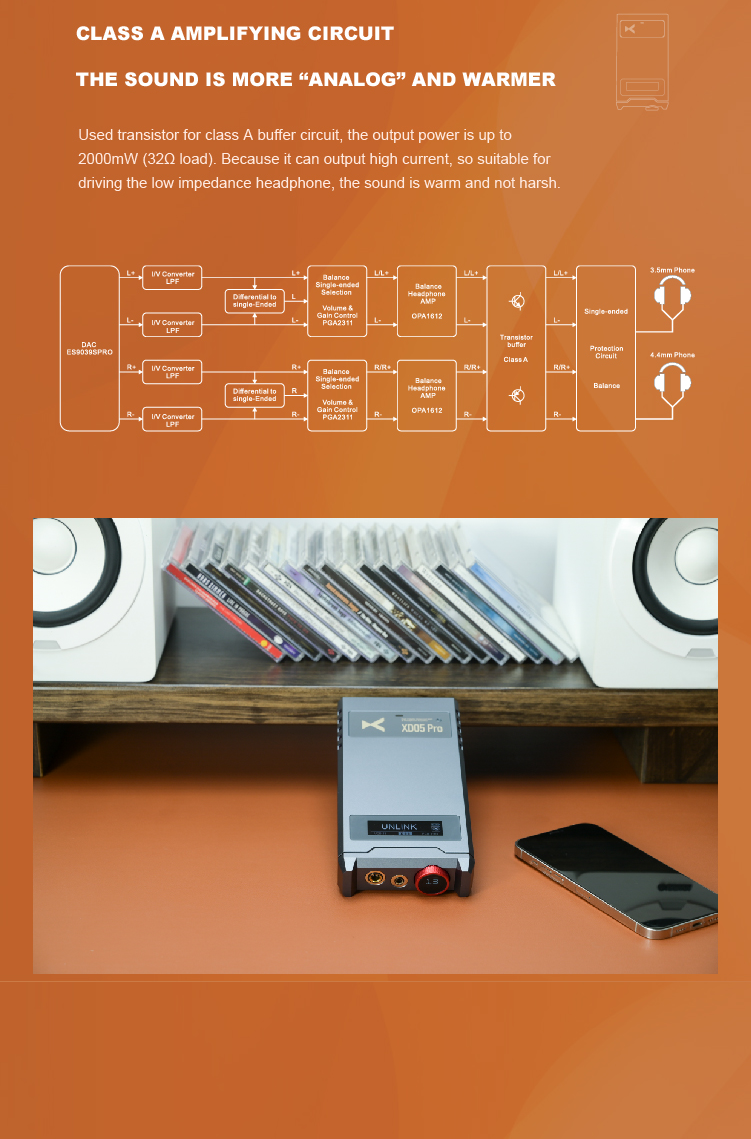 CLASS A AMPLIFYING CIRCUIT
THE SOUND IS MORE “ANALOG” AND WARMER
Used transistor for class A buffer circuit, the output power is up to
2000mW (32Ω load). Because it can output high current, so suitable for
driving the low impedance headphone, the sound is warm and not harsh.
DAC
ES9039SPRO
L+
I/V Converter
LPF
L+
Differential to
single-Ended
L
L-
I/V Converter
LPF
L-
R+
I/V Converter
LPF
R+
Differential to
single-Ended
R
R-
I/V Converter
LPF
R-
Balance
Single-ended
Selection
Volume &
Gain Control
PGA2311
L/L+
L-
Balance
Headphone
AMP
OPA1612
L/L+
L-
Balance
Single-ended
Selection
Volume &
Gain Control
PGA2311
R/R+
R-
Balance
Headphone
AMP
OPA1612
R/R+
R-
Transistor
buffer
Class A
L/L+
L-
R/R+
R-
Single-ended
Protection
Circuit
Balance
3.5mm Phone
4.4mm Phone
XD05 Pro
UNLINK
13